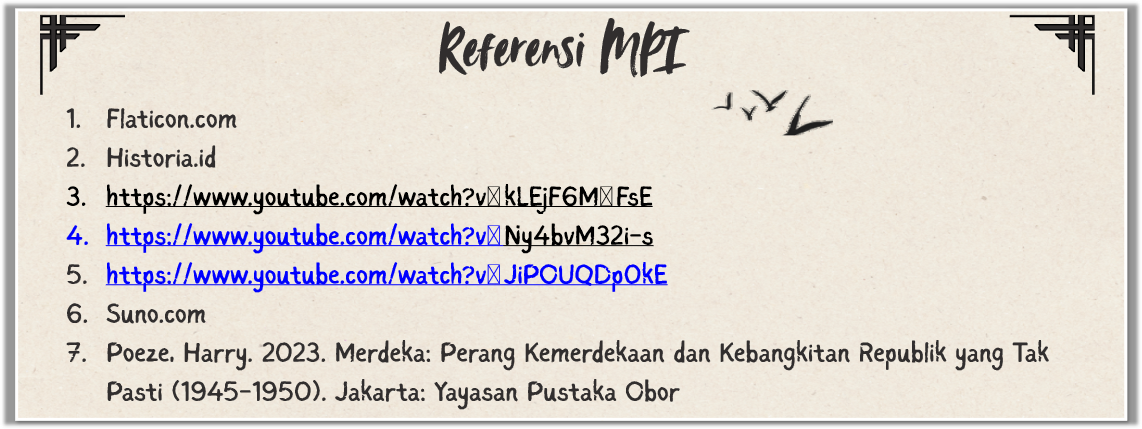 Referensi MPI
1. Flaticon.com
2. Historia.id
3. https://www.youtube.com/watch?v▯kLEjF6M▯FsE
4. https://www.youtube.com/watch?v▯Ny4bvM32i-s
5. https://www.youtube.com/watch?v▯JiPOUQDpOkE
6. Suno.com
7. Poeze, Harry. 2023. Merdeka: Perang Kemerdekaan dan Kebangkitan Republik yang Tak
Pasti (1945-1950). Jakarta: Yayasan Pustaka Obor